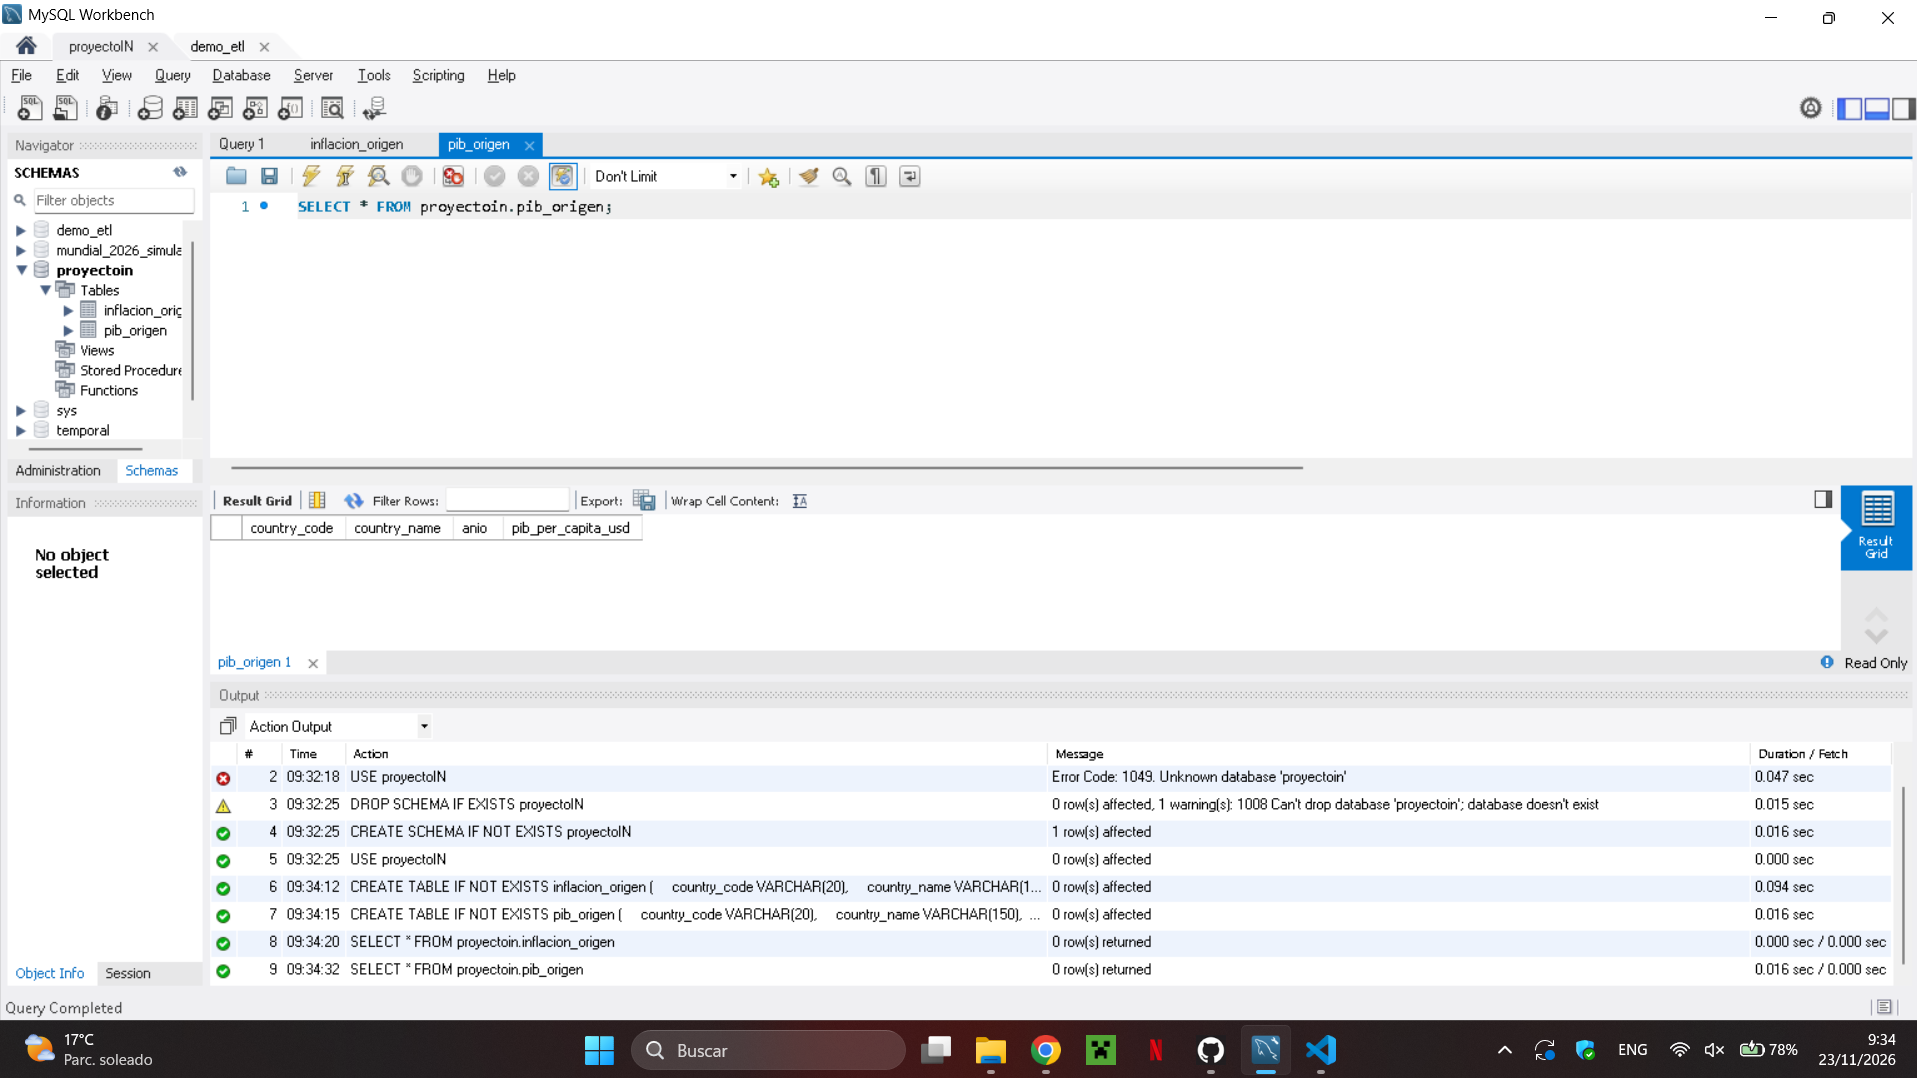 MySQL Workbench
proyectoIN
demo_etl
File Edit View Query Database Server Tools Scripting Help
Navigator
SCHEMAS
Filter objects
demo_etl
mundial_2026_simula
proyectoin
Tables
inflacion_orig
pib_origen
Views
Stored Procedure
Functions
sys
temporal
Administration Schemas
Information
No object
selected
Object Info Session
Query 1 inflacion_origen pib_origen
Don't Limit
1 SELECT * FROM proyectoin.pib_origen;
Result Grid Filter Rows: Export: Wrap Cell Content:
country_code country_name anio pib_per_capita_usd
Result
Grid
pib_origen 1
Read Only
Output
Action Output
# Time Action Message Duration / Fetch
2 09:32:18 USE proyectoIN Error Code: 1049. Unknown database 'proyectoin' 0.047 sec
3 09:32:25 DROP SCHEMA IF EXISTS proyectoIN 0 row(s) affected, 1 warning(s): 1008 Can't drop database 'proyectoin'; database doesn't exist 0.015 sec
4 09:32:25 CREATE SCHEMA IF NOT EXISTS proyectoIN 1 row(s) affected 0.016 sec
5 09:32:25 USE proyectoIN 0 row(s) affected 0.000 sec
6 09:34:12 CREATE TABLE IF NOT EXISTS inflacion_origen ( country_code VARCHAR(20), country_name VARCHAR(1... 0 row(s) affected 0.094 sec
7 09:34:15 CREATE TABLE IF NOT EXISTS pib_origen ( country_code VARCHAR(20), country_name VARCHAR(150), ... 0 row(s) affected 0.016 sec
8 09:34:20 SELECT * FROM proyectoin.inflacion_origen 0 row(s) returned 0.000 sec / 0.000 sec
9 09:34:32 SELECT * FROM proyectoin.pib_origen 0 row(s) returned 0.016 sec / 0.000 sec
Query Completed
17°C
Parc. soleado
Buscar
ENG
78%
9:34
23/11/2026